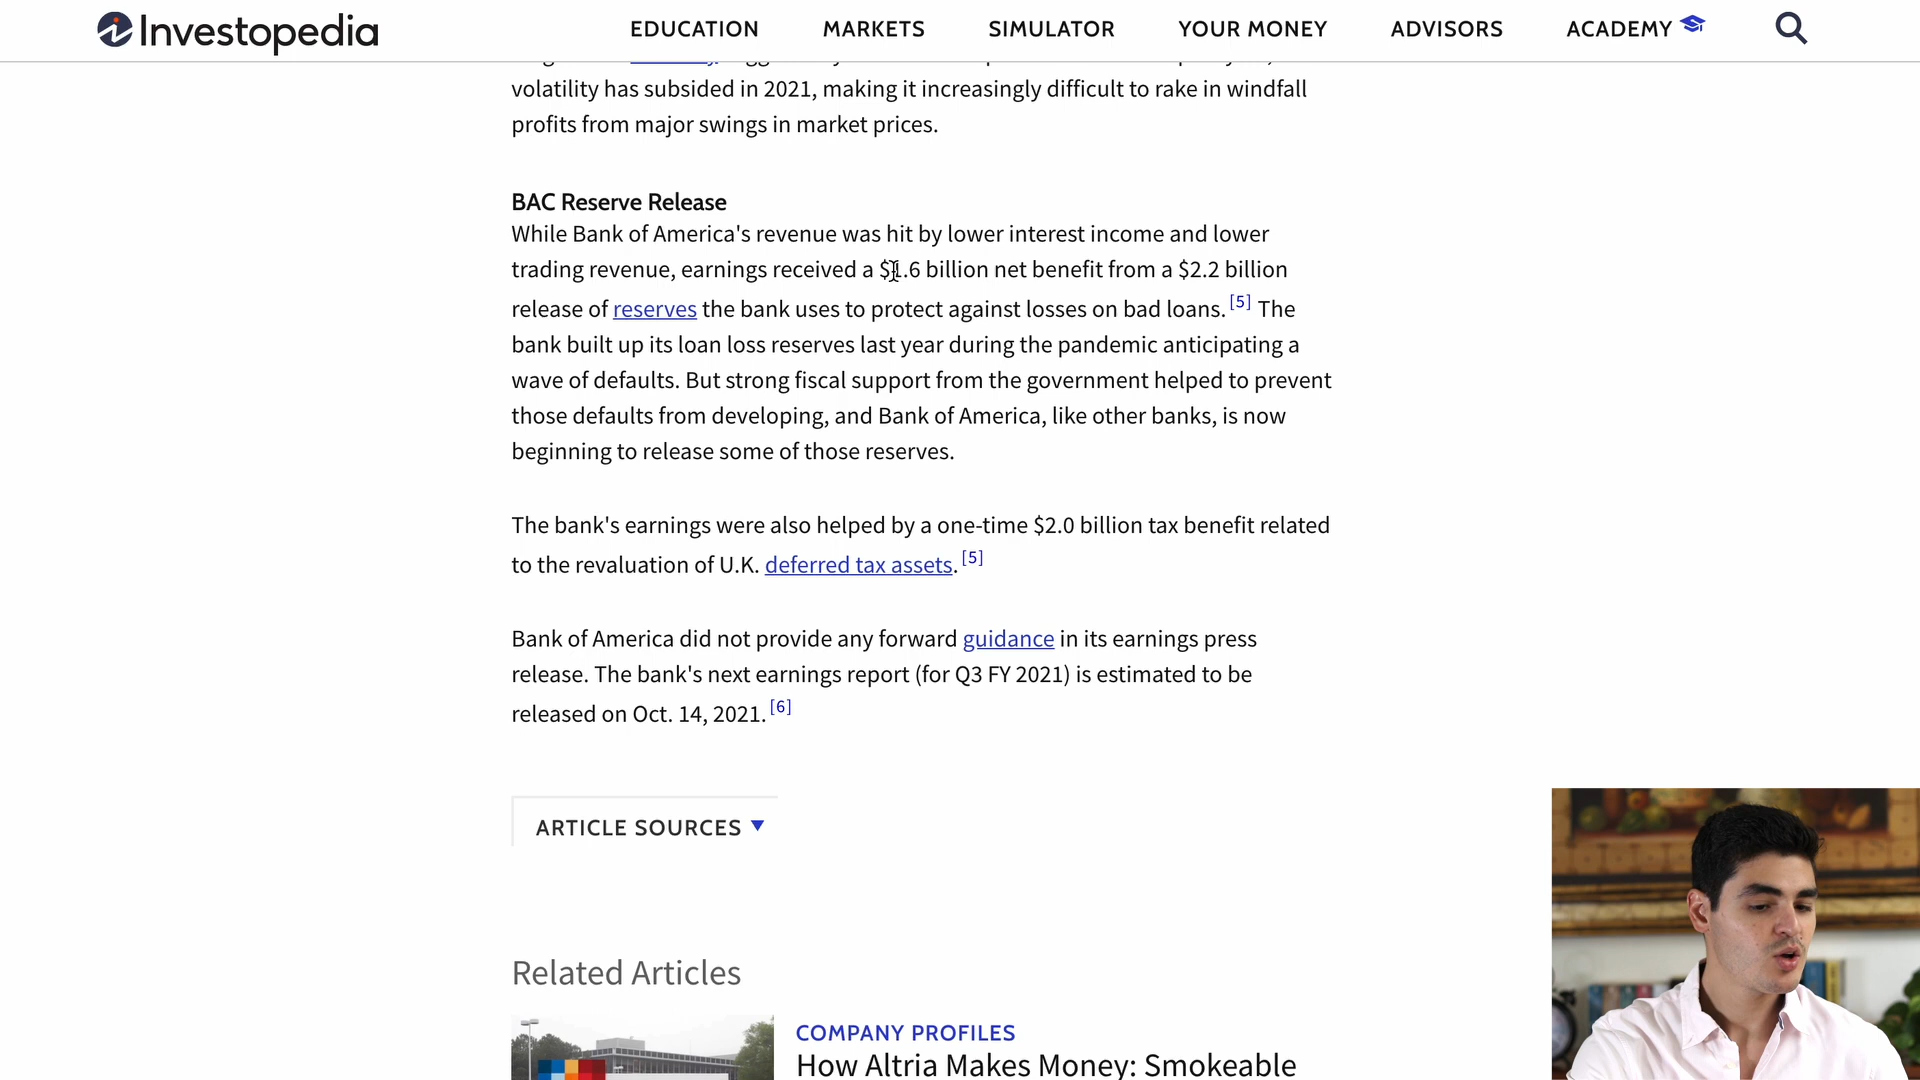 Investopedia
EDUCATION MARKETS SIMULATOR YOUR MONEY ADVISORS ACADEMY
volatility has subsided in 2021, making it increasingly difficult to rake in windfall
profits from major swings in market prices.
BAC Reserve Release
While Bank of America's revenue was hit by lower interest income and lower
trading revenue, earnings received a $1.6 billion net benefit from a $2.2 billion
release of reserves the bank uses to protect against losses on bad loans. [5] The
bank built up its loan loss reserves last year during the pandemic anticipating a
wave of defaults. But strong fiscal support from the government helped to prevent
those defaults from developing, and Bank of America, like other banks, is now
beginning to release some of those reserves.
The bank's earnings were also helped by a one-time $2.0 billion tax benefit related
to the revaluation of U.K. deferred tax assets. [5]
Bank of America did not provide any forward guidance in its earnings press
release. The bank's next earnings report (for Q3 FY 2021) is estimated to be
released on Oct. 14, 2021. [6]
ARTICLE SOURCES
Related Articles
COMPANY PROFILES
How Altria Makes Money: Smokeable